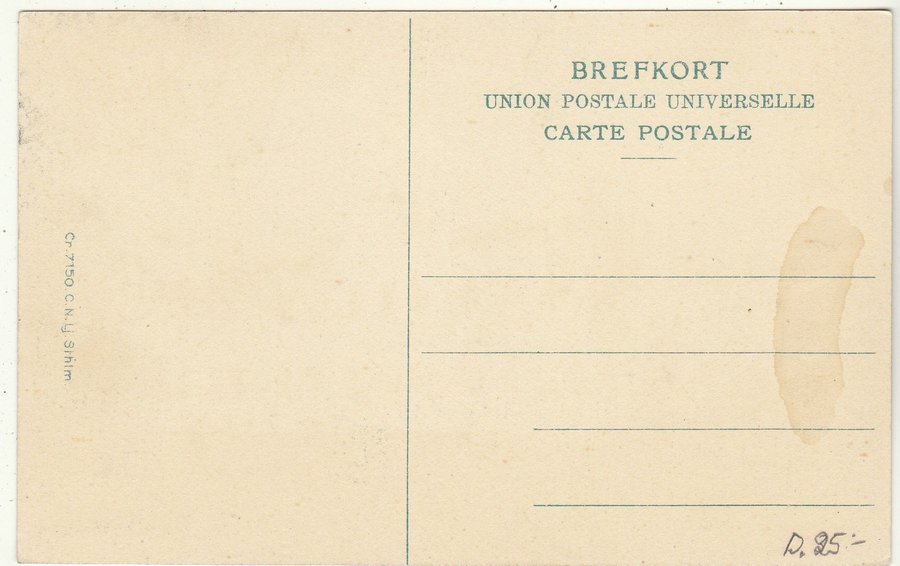 BREFKORT
UNION POSTALE UNIVERSELLE
CARTE POSTALE
Cr. 7150 C.N.Lj. Sthlm
D. 25:-